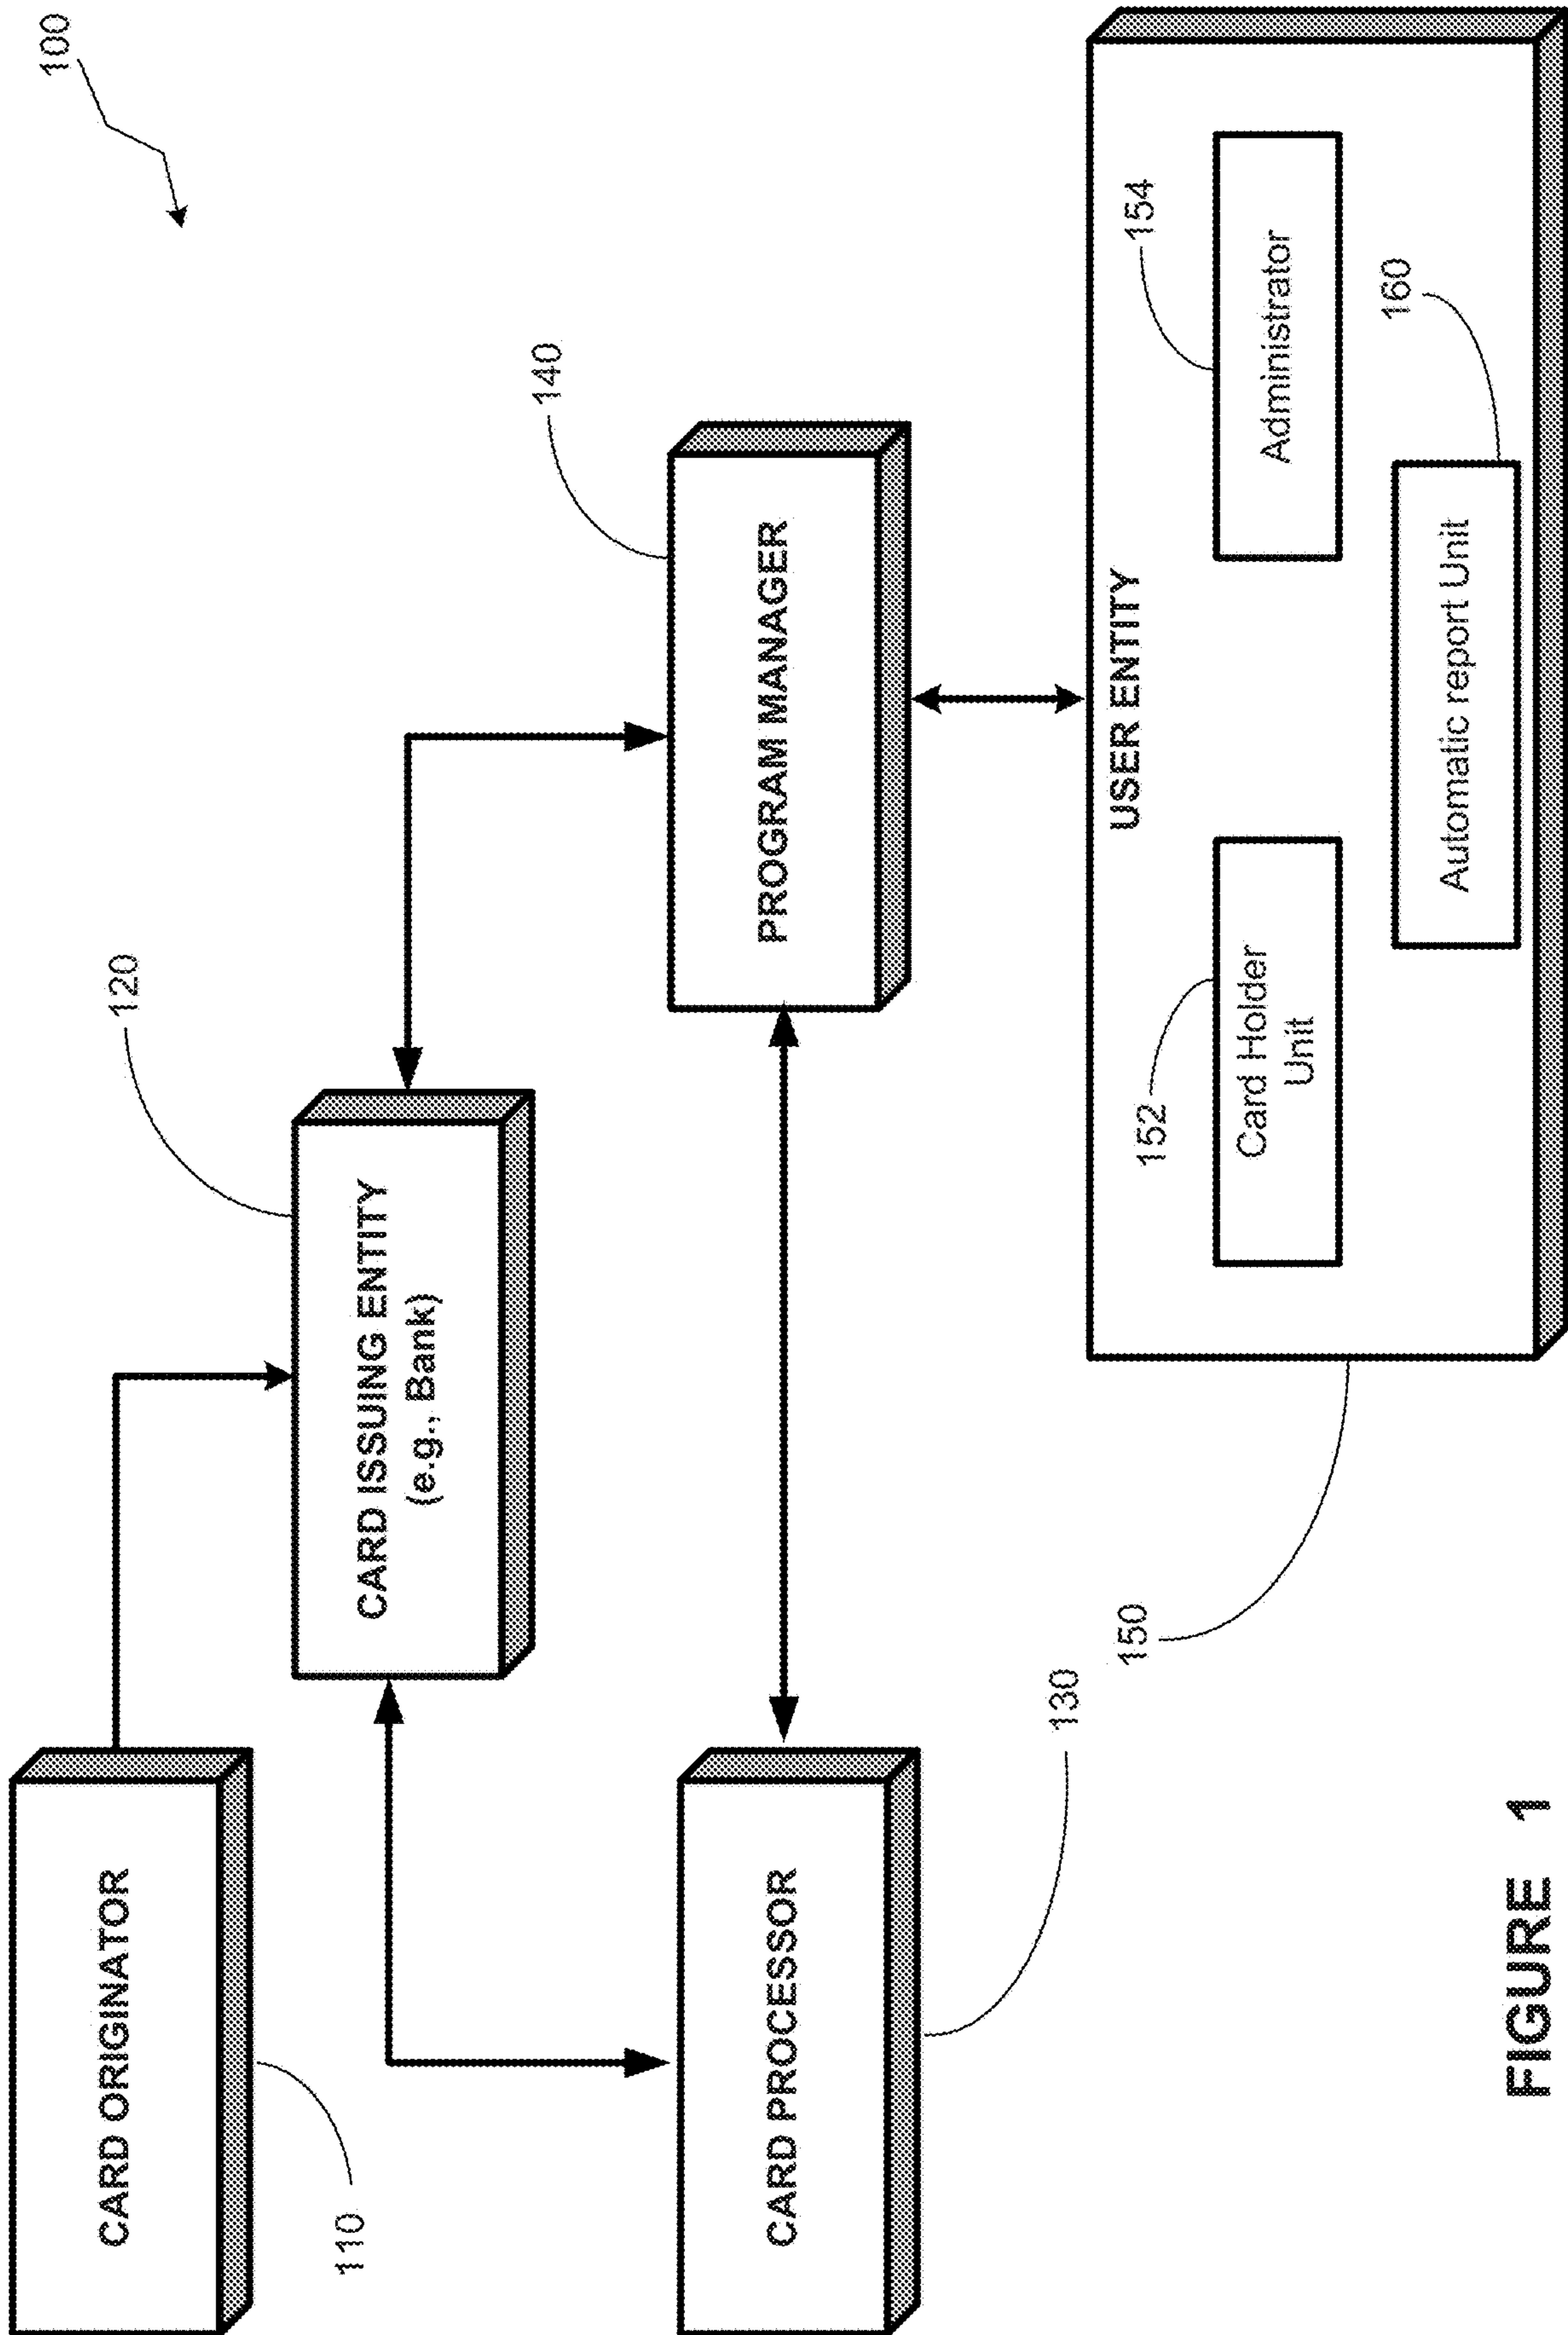 100
CARD ORIGINATOR
110
120
CARD ISSUING ENTITY
(e.g., Bank)
140
PROGRAM MANAGER
CARD PROCESSOR
130
150
USER ENTITY
152
Card Holder
Unit
154
Administrator
160
Automatic report Unit
FIGURE 1